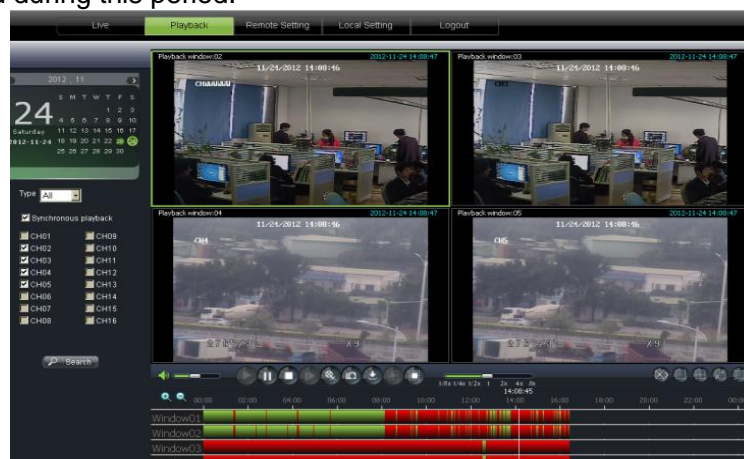 d during this period.
Live Playback Remote Setting Local Setting Logout
Playback window:02 2012-11-24 14:08:47
11/24/2012 14:08:46
Playback window:03 2012-11-24 14:08:47
11/24/2012 14:08:46
CH3
2012 , 11
S M T W T F S
1 2 3
4 5 6 7 8 9 10
11 12 13 14 15 16 17
18 19 20 21 22 23 24
25 26 27 28 29 30
24
Saturday
2012-11-24
Type All
Synchronous playback
CH01 CH09
CH02 CH10
CH03 CH11
CH04 CH12
CH05 CH13
CH06 CH14
CH07 CH15
CH08 CH16
Search
Playback window:04 2012-11-24 14:08:47
11/24/2012 14:08:46
CH4
X9
Playback window:05 2012-11-24 14:08:47
11/24/2012 14:08:46
CH5
X9
1/8x 1/4x 1/2x 1 2x 4x 8x
14:08:45
00:00 02:00 04:00 06:00 08:00 10:00 12:00 14:00 16:00 18:00 20:00 22:00 00:0
Window01
Window02
Window03